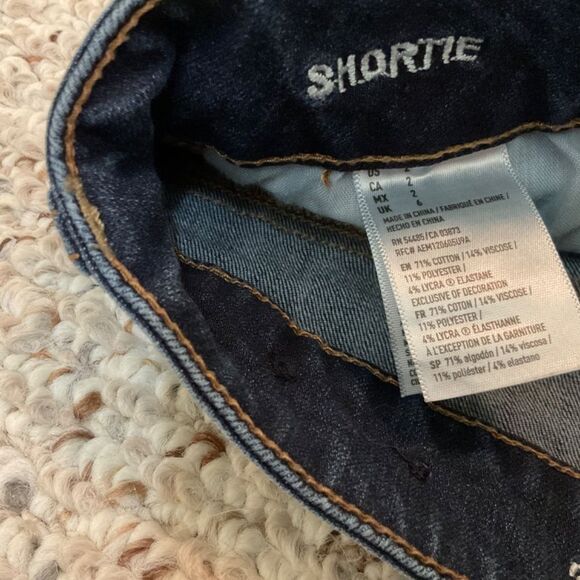 SHORTIE
US 2
CA 2
MX 2
UK 6
MADE IN CHINA / FABRIQUÉ EN CHINE /
HECHO EN CHINA
RN 54485 / CA 03873
RFC# AEM120605U9A
EN 71% COTTON / 14% VISCOSE /
11% POLYESTER /
4% LYCRA ® ELASTANE
EXCLUSIVE OF DECORATION
FR 71% COTON / 14% VISCOSE /
11% POLYESTER /
4% LYCRA ® ÉLASTHANNE
À L'EXCEPTION DE LA GARNITURE
SP 71% algodón / 14% viscosa /
11% poliéster / 4% elastano